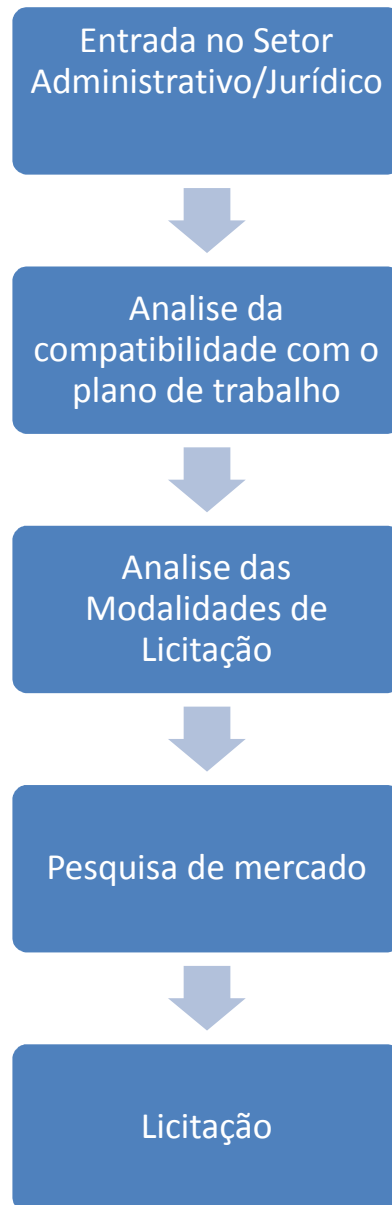 Entrada no Setor
Administrativo/Jurídico
Analise da
compatibilidade com o
plano de trabalho
Analise das
Modalidades de
Licitação
Pesquisa de mercado
Licitação